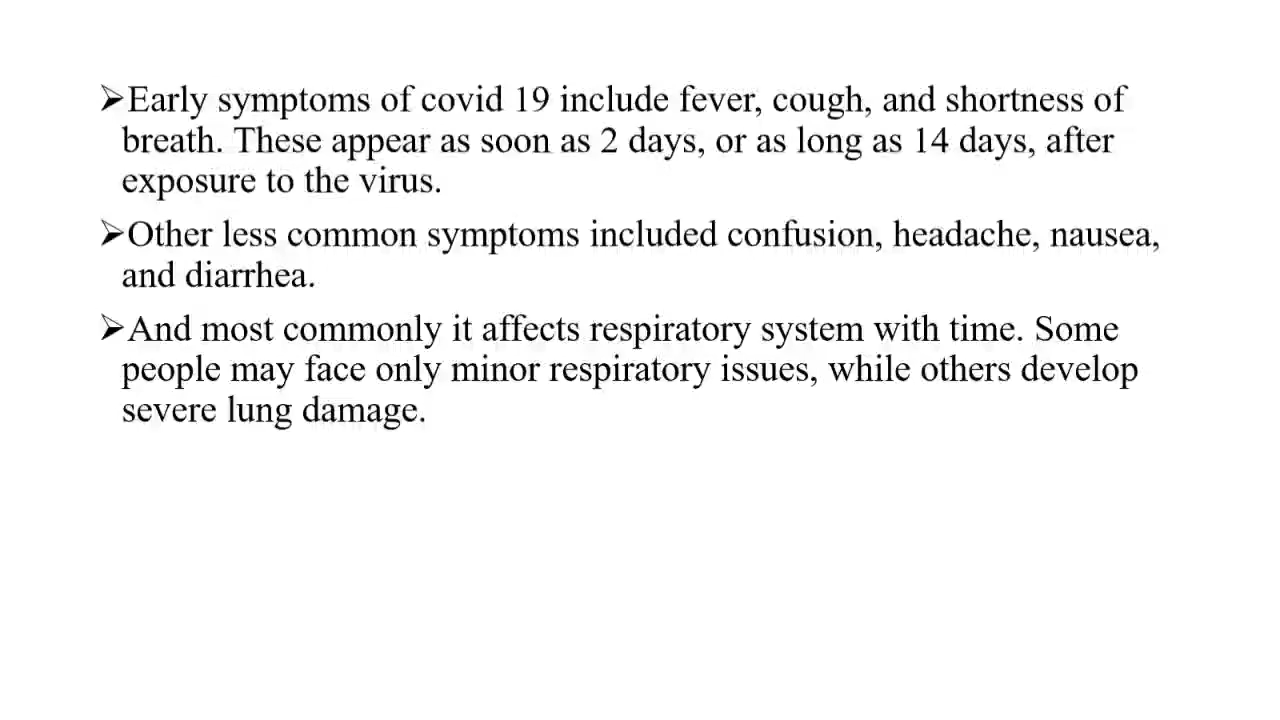 ➢Early symptoms of covid 19 include fever, cough, and shortness of
breath. These appear as soon as 2 days, or as long as 14 days, after
exposure to the virus.
➢Other less common symptoms included confusion, headache, nausea,
and diarrhea.
➢And most commonly it affects respiratory system with time. Some
people may face only minor respiratory issues, while others develop
severe lung damage.